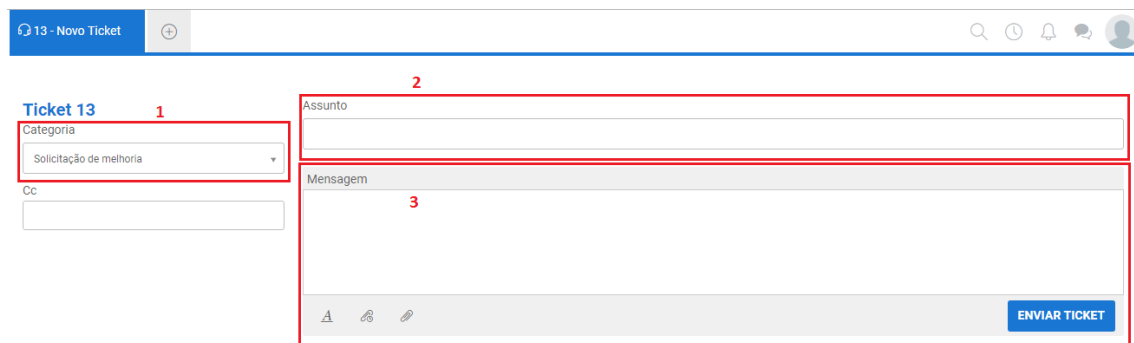 13 - Novo Ticket
Ticket 13
1
Categoria
Solicitação de melhoria
Cc
2
Assunto
Mensagem
3
A
ENVIAR TICKET